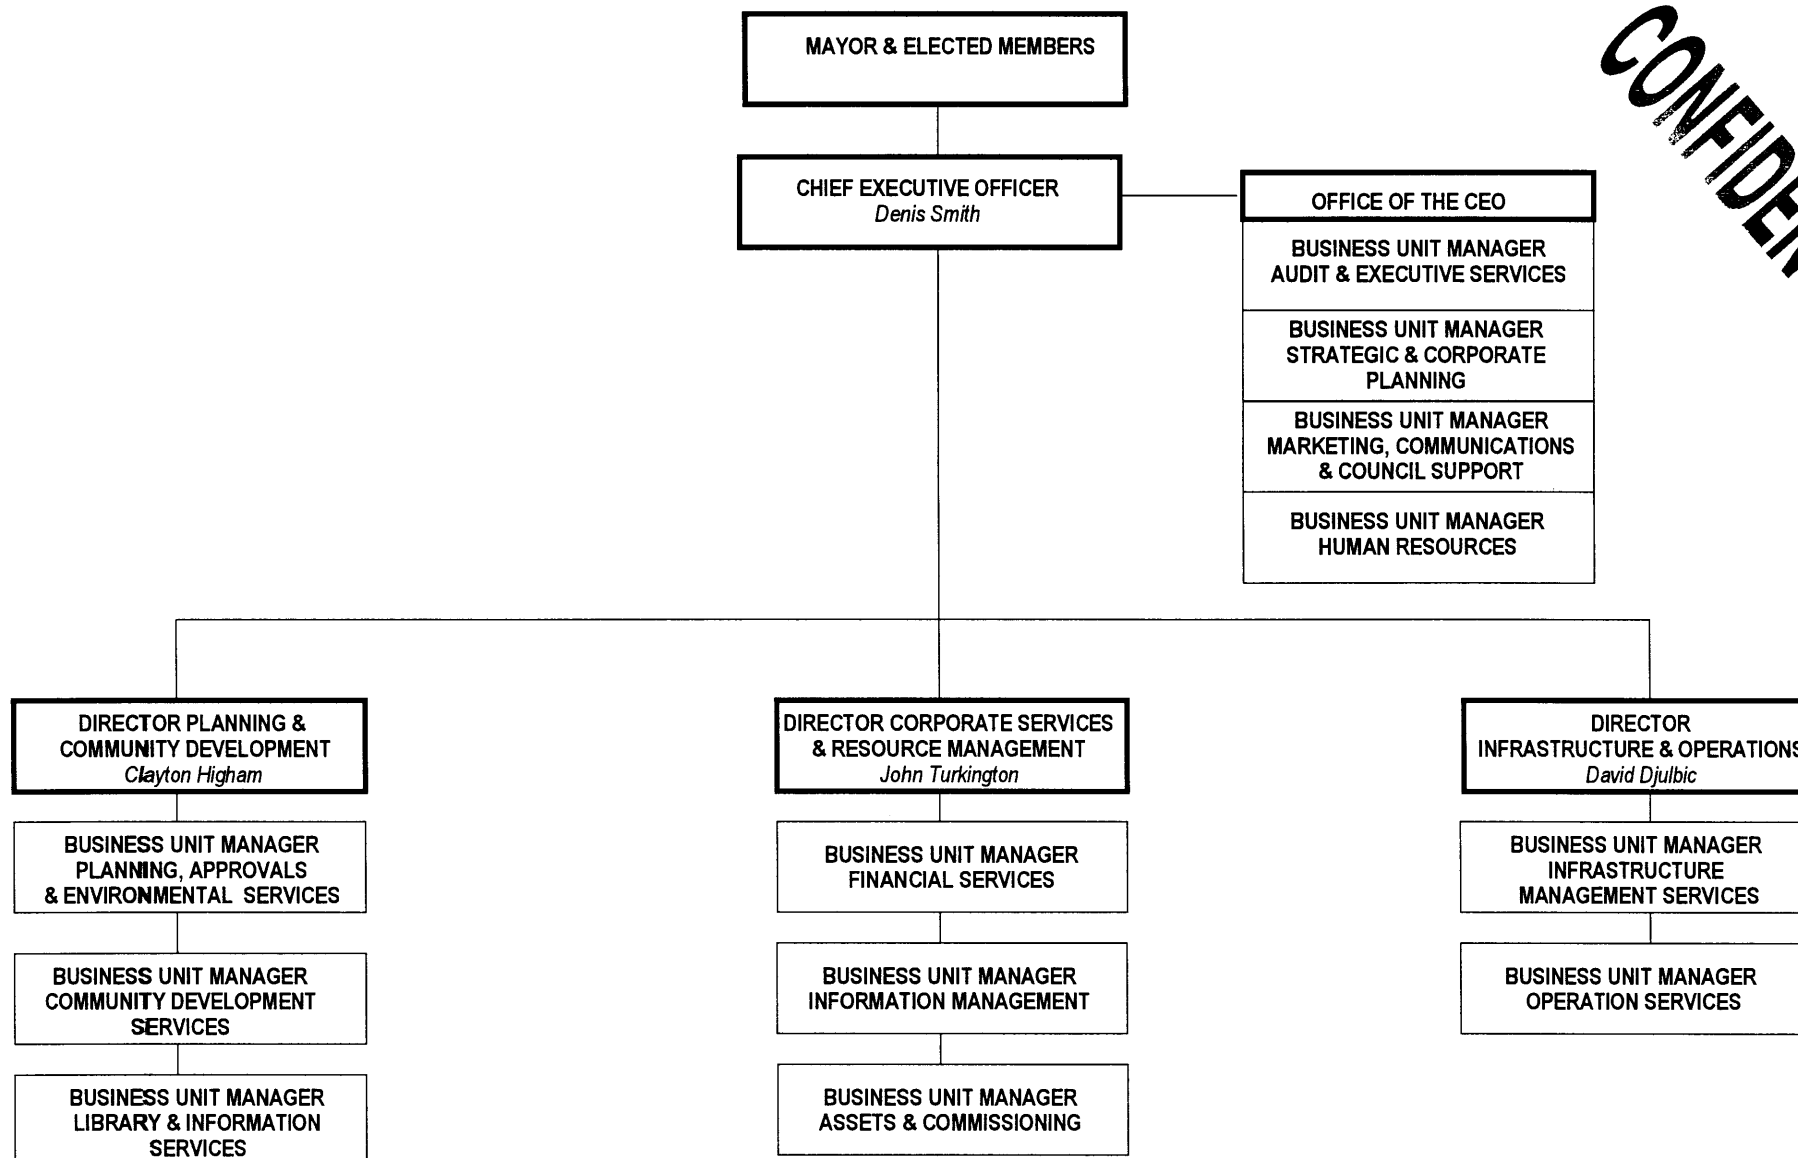 MAYOR & ELECTED MEMBERS
CHIEF EXECUTIVE OFFICER
Denis Smith
OFFICE OF THE CEO
BUSINESS UNIT MANAGER
AUDIT & EXECUTIVE SERVICES
BUSINESS UNIT MANAGER
STRATEGIC & CORPORATE
PLANNING
BUSINESS UNIT MANAGER
MARKETING, COMMUNICATIONS
& COUNCIL SUPPORT
BUSINESS UNIT MANAGER
HUMAN RESOURCES
CONFIDEN
DIRECTOR PLANNING &
COMMUNITY DEVELOPMENT
Clayton Higham
BUSINESS UNIT MANAGER
PLANNING, APPROVALS
& ENVIRONMENTAL SERVICES
BUSINESS UNIT MANAGER
COMMUNITY DEVELOPMENT
SERVICES
BUSINESS UNIT MANAGER
LIBRARY & INFORMATION
SERVICES
DIRECTOR CORPORATE SERVICES
& RESOURCE MANAGEMENT
John Turkington
BUSINESS UNIT MANAGER
FINANCIAL SERVICES
BUSINESS UNIT MANAGER
INFORMATION MANAGEMENT
BUSINESS UNIT MANAGER
ASSETS & COMMISSIONING
DIRECTOR
INFRASTRUCTURE & OPERATIONS
David Djulbic
BUSINESS UNIT MANAGER
INFRASTRUCTURE
MANAGEMENT SERVICES
BUSINESS UNIT MANAGER
OPERATION SERVICES